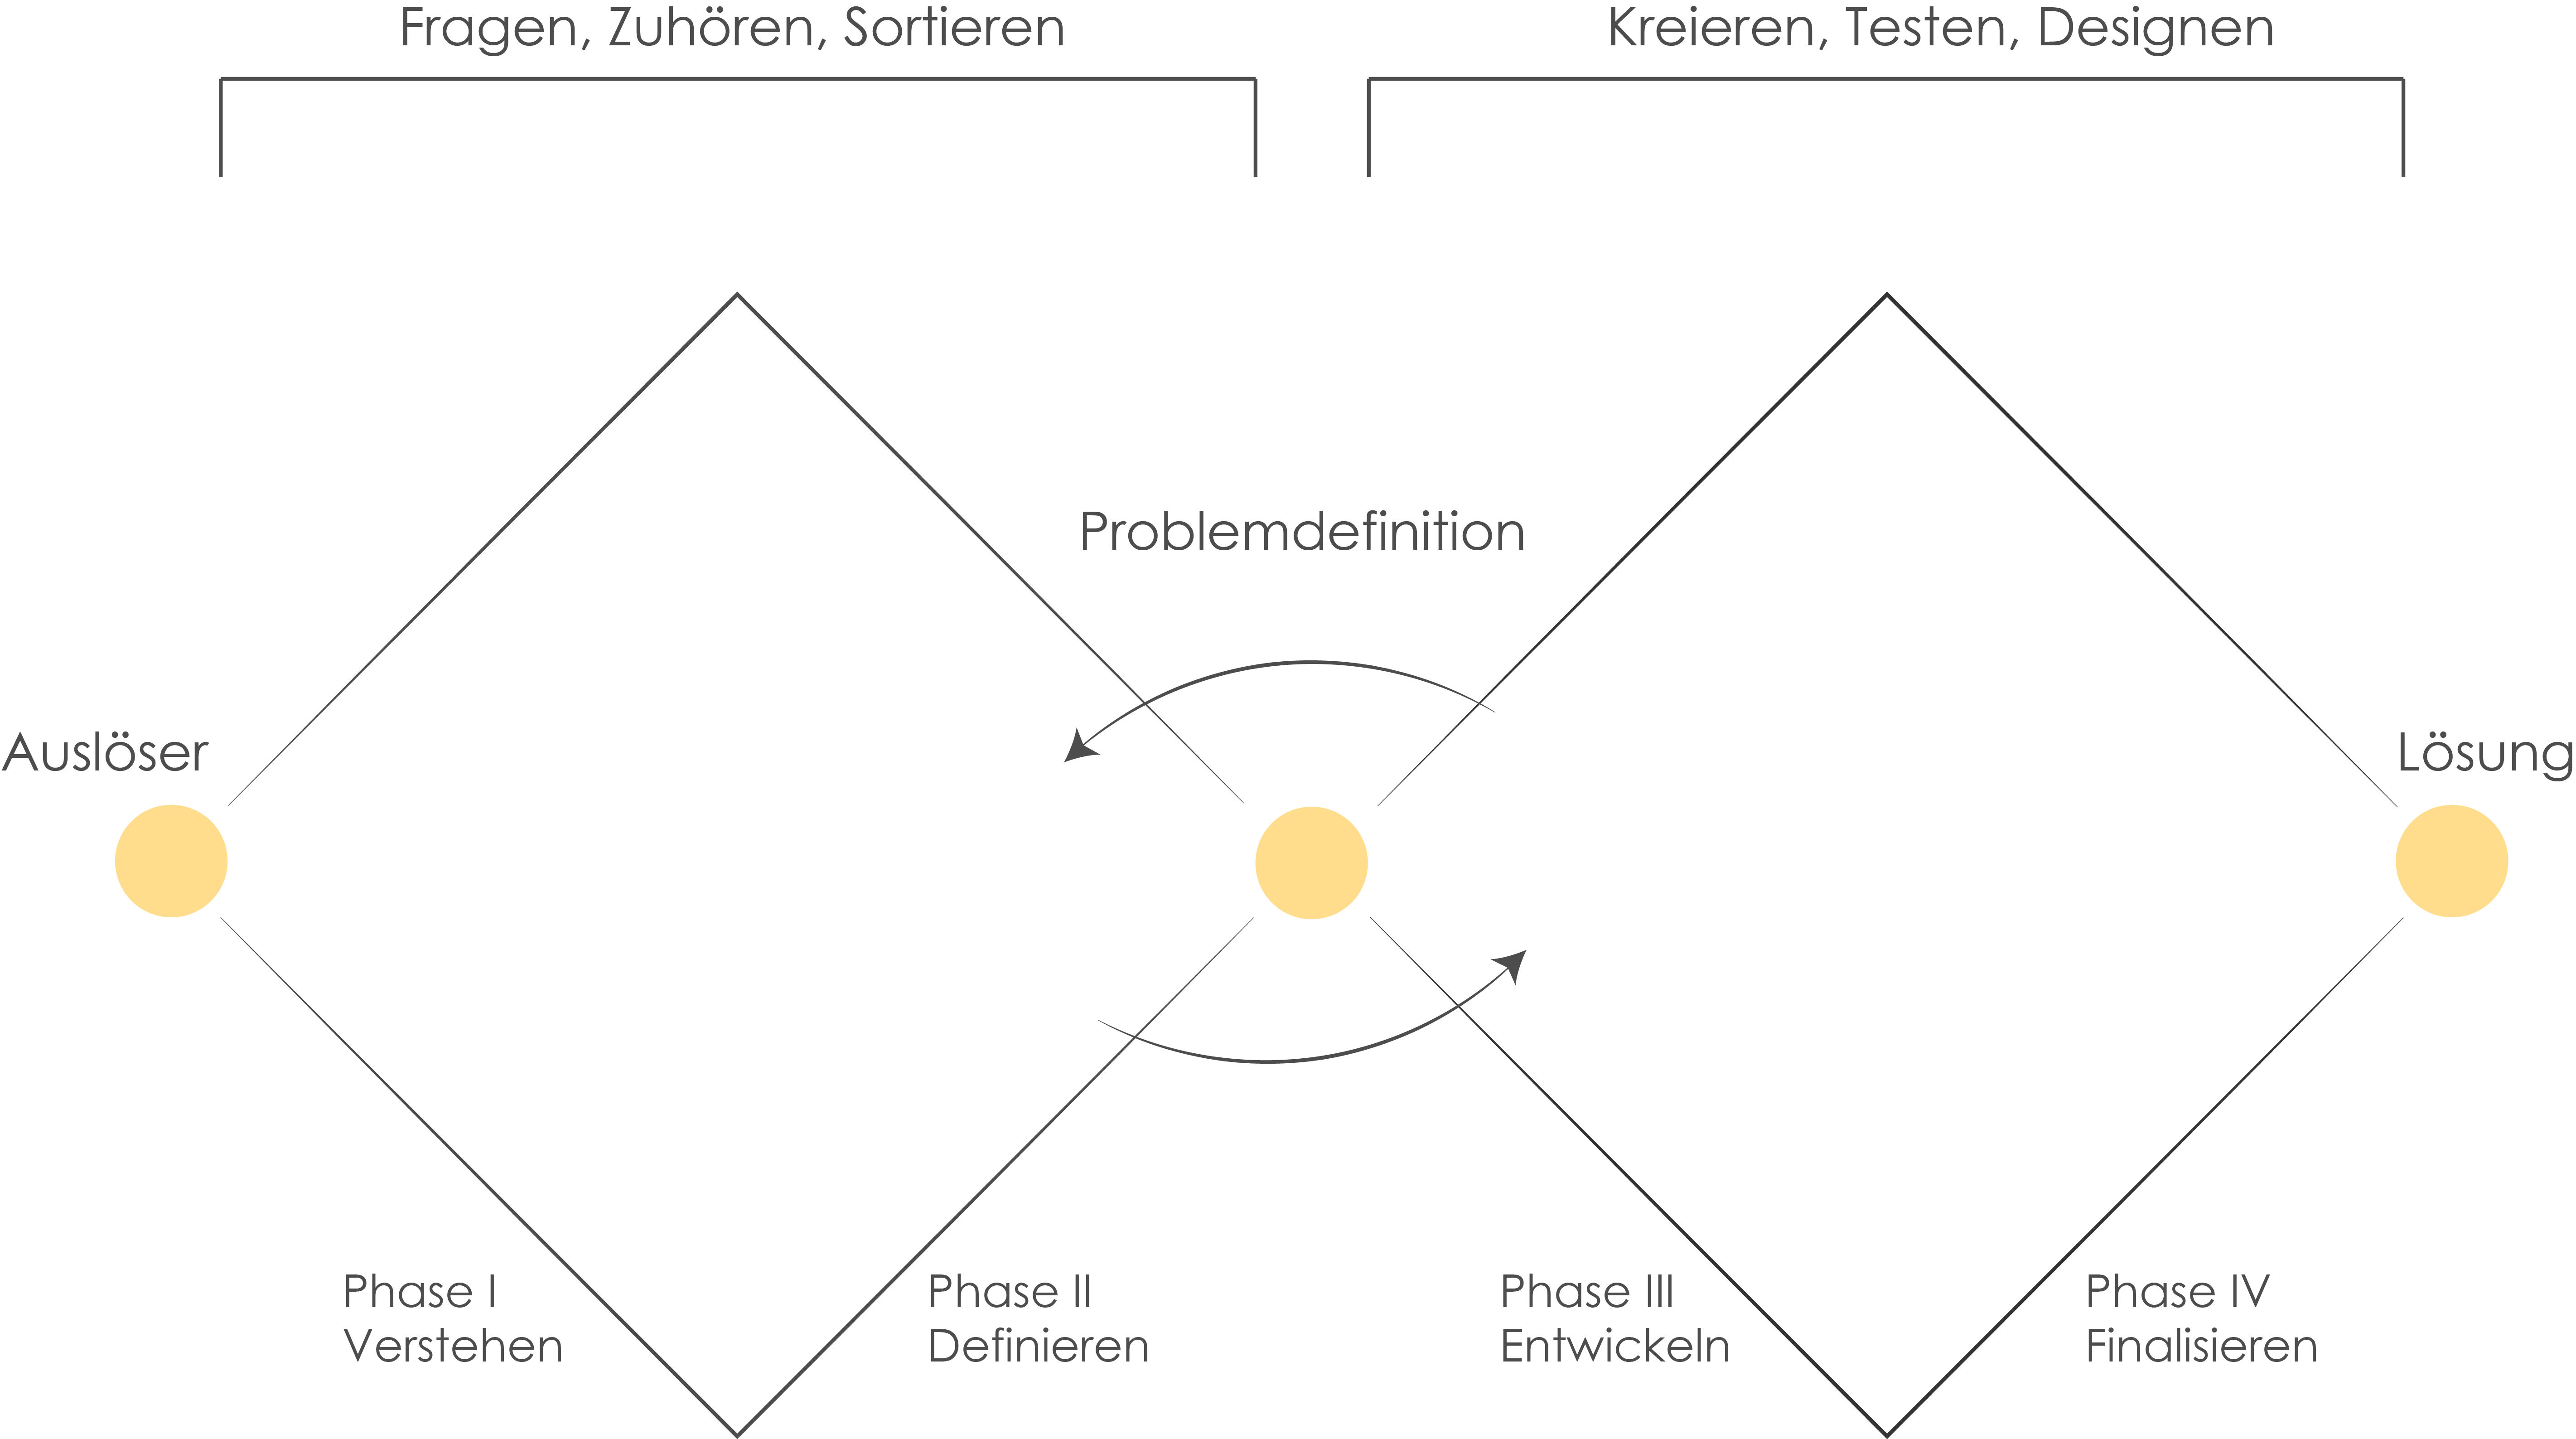 Fragen, Zuhören, Sortieren
Kreieren, Testen, Designen
Problemdefinition
Auslöser
Lösung
Phase I
Verstehen
Phase II
Definieren
Phase III
Entwickeln
Phase IV
Finalisieren